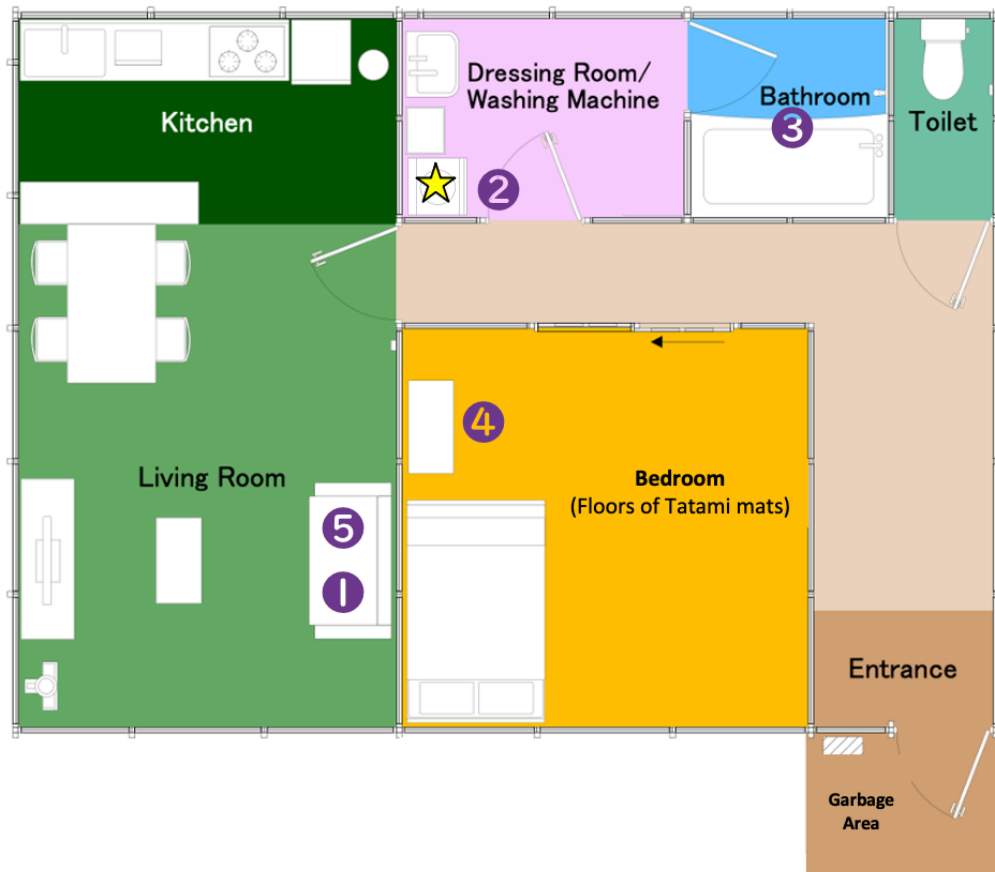 Kitchen
Dressing Room/
Washing Machine
Bathroom
3
Toilet
2
4
Living Room
Bedroom
(Floors of Tatami mats)
5
1
Entrance
Garbage
Area